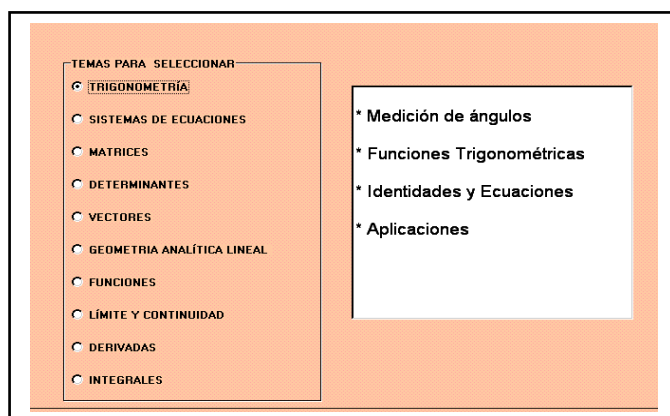 TEMAS PARA SELECCIONAR
TRIGONOMETRÍA
SISTEMAS DE ECUACIONES
MATRICES
DETERMINANTES
VECTORES
GEOMETRIA ANALÍTICA LINEAL
FUNCIONES
LÍMITE Y CONTINUIDAD
DERIVADAS
INTEGRALES
* Medición de ángulos
* Funciones Trigonométricas
* Identidades y Ecuaciones
* Aplicaciones